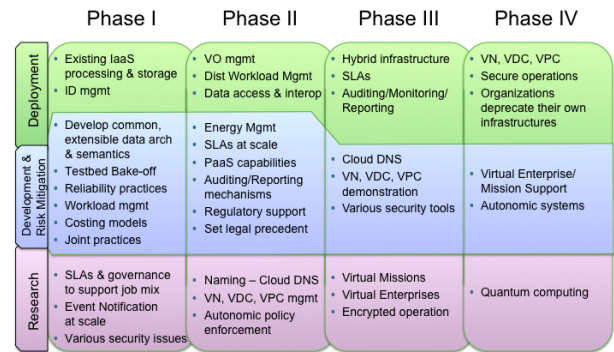 Phase I
Phase II
Phase III
Phase IV
Deployment
• Existing IaaS
processing & storage
• ID mgmt
• VO mgmt
• Dist Workload Mgmt
• Data access & interop
• Hybrid infrastructure
• SLAs
• Auditing/Monitoring/
Reporting
• VN, VDC, VPC
• Secure operations
• Organizations
deprecate their own
infrastructures
Development &
Risk Mitigation
• Develop common,
extensible data arch
& semantics
• Testbed Bake-off
• Reliability practices
• Workload mgmt
• Costing models
• Joint practices
• Energy Mgmt
• SLAs at scale
• PaaS capabilities
• Auditing/Reporting
mechanisms
• Regulatory support
• Set legal precedent
• Cloud DNS
• VN, VDC, VPC
demonstration
• Various security tools
• Virtual Enterprise/
Mission Support
• Autonomic systems
Research
• SLAs & governance
to support job mix
• Event Notification
at scale
• Various security issues
• Naming – Cloud DNS
• VN, VDC, VPC mgmt
• Autonomic policy
enforcement
• Virtual Missions
• Virtual Enterprises
• Encrypted operation
• Quantum computing